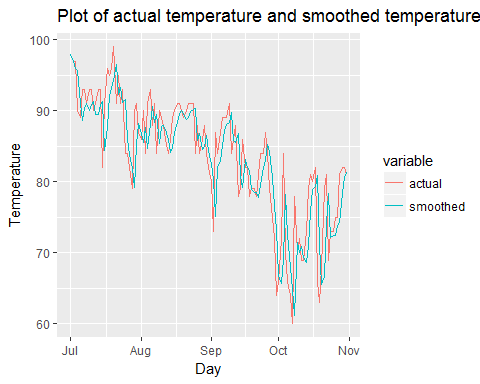 Plot of actual temperature and smoothed temperature
100
90
80
70
60
Temperature
Jul
Aug
Sep
Oct
Nov
Day
variable
actual
smoothed